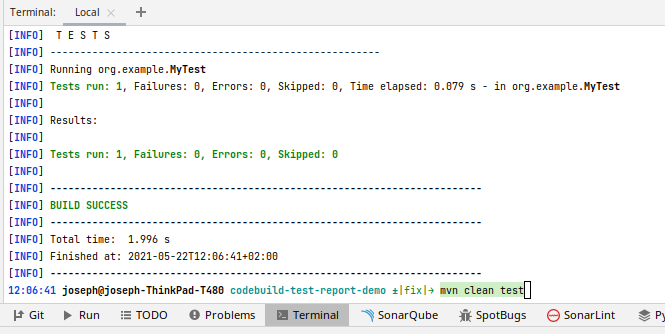 Terminal: Local × +
[INFO]  T E S T S
[INFO] -------------------------------------------------------
[INFO] Running org.example.MyTest
[INFO] Tests run: 1, Failures: 0, Errors: 0, Skipped: 0, Time elapsed: 0.079 s - in org.example.MyTest
[INFO]
[INFO] Results:
[INFO]
[INFO] Tests run: 1, Failures: 0, Errors: 0, Skipped: 0
[INFO]
[INFO] ------------------------------------------------------------------------
[INFO] BUILD SUCCESS
[INFO] ------------------------------------------------------------------------
[INFO] Total time:  1.996 s
[INFO] Finished at: 2021-05-22T12:06:41+02:00
[INFO] ------------------------------------------------------------------------
12:06:41 joseph@joseph-ThinkPad-T480 codebuild-test-report-demo ±|fix|→ mvn clean test
Git Run TODO Problems Terminal SonarQube SpotBugs SonarLint Py